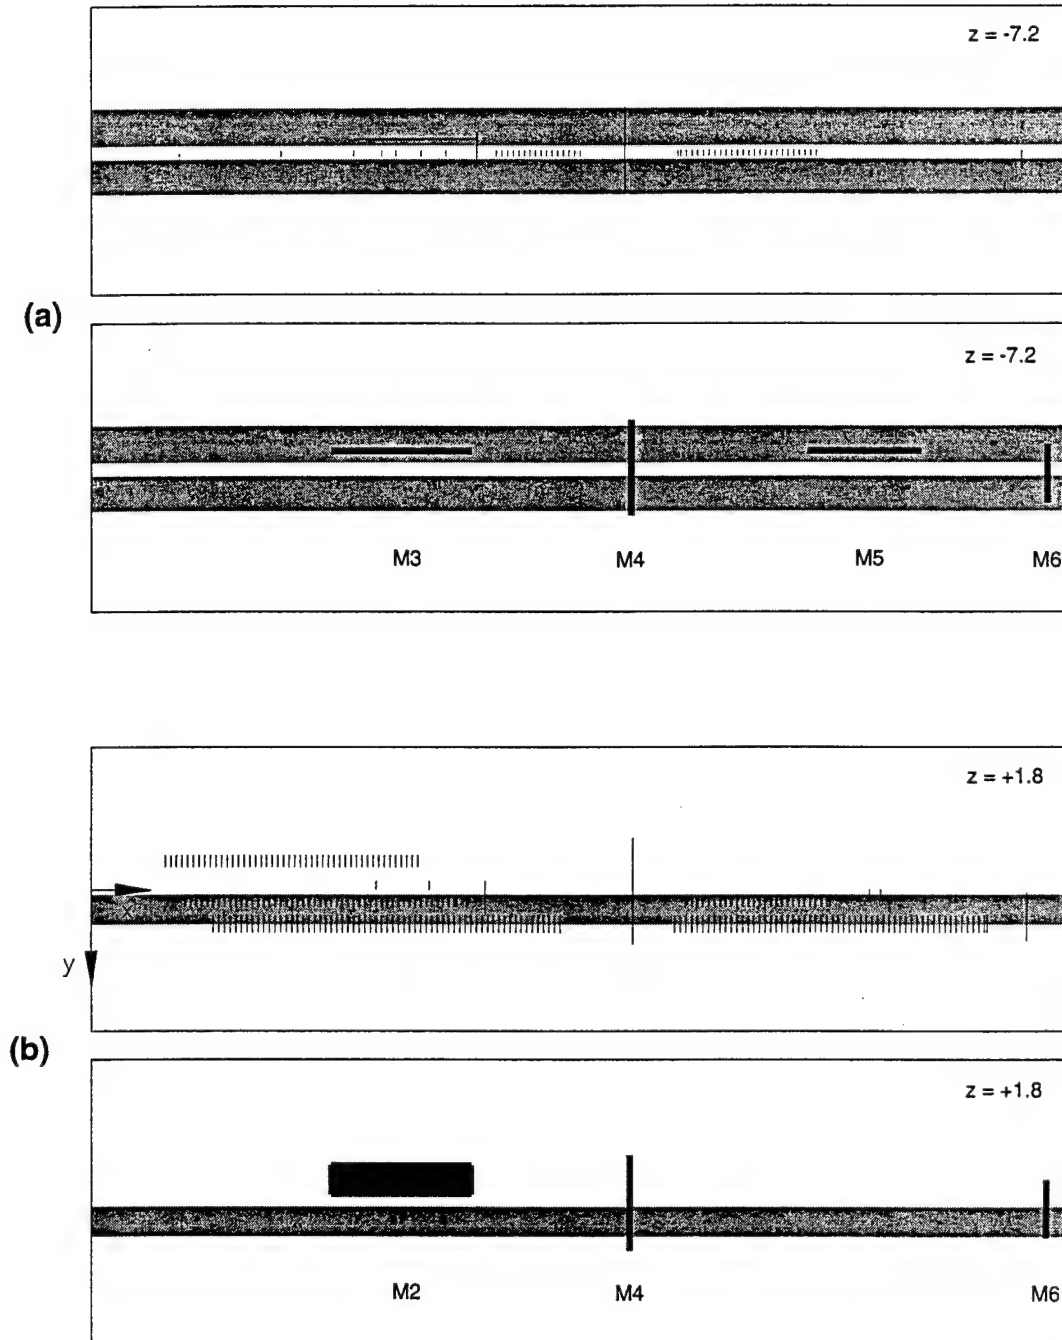 z = -7.2
(a)
z = -7.2
M3 M4 M5 M6
z = +1.8
x
y
(b)
z = +1.8
M2 M4 M6